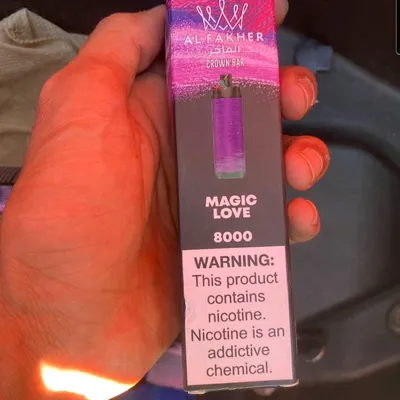 AL FAKHER
الفاخر
CROWN BAR
MAGIC
LOVE
8000
WARNING:
This product
contains
nicotine.
Nicotine is an
addictive
chemical.